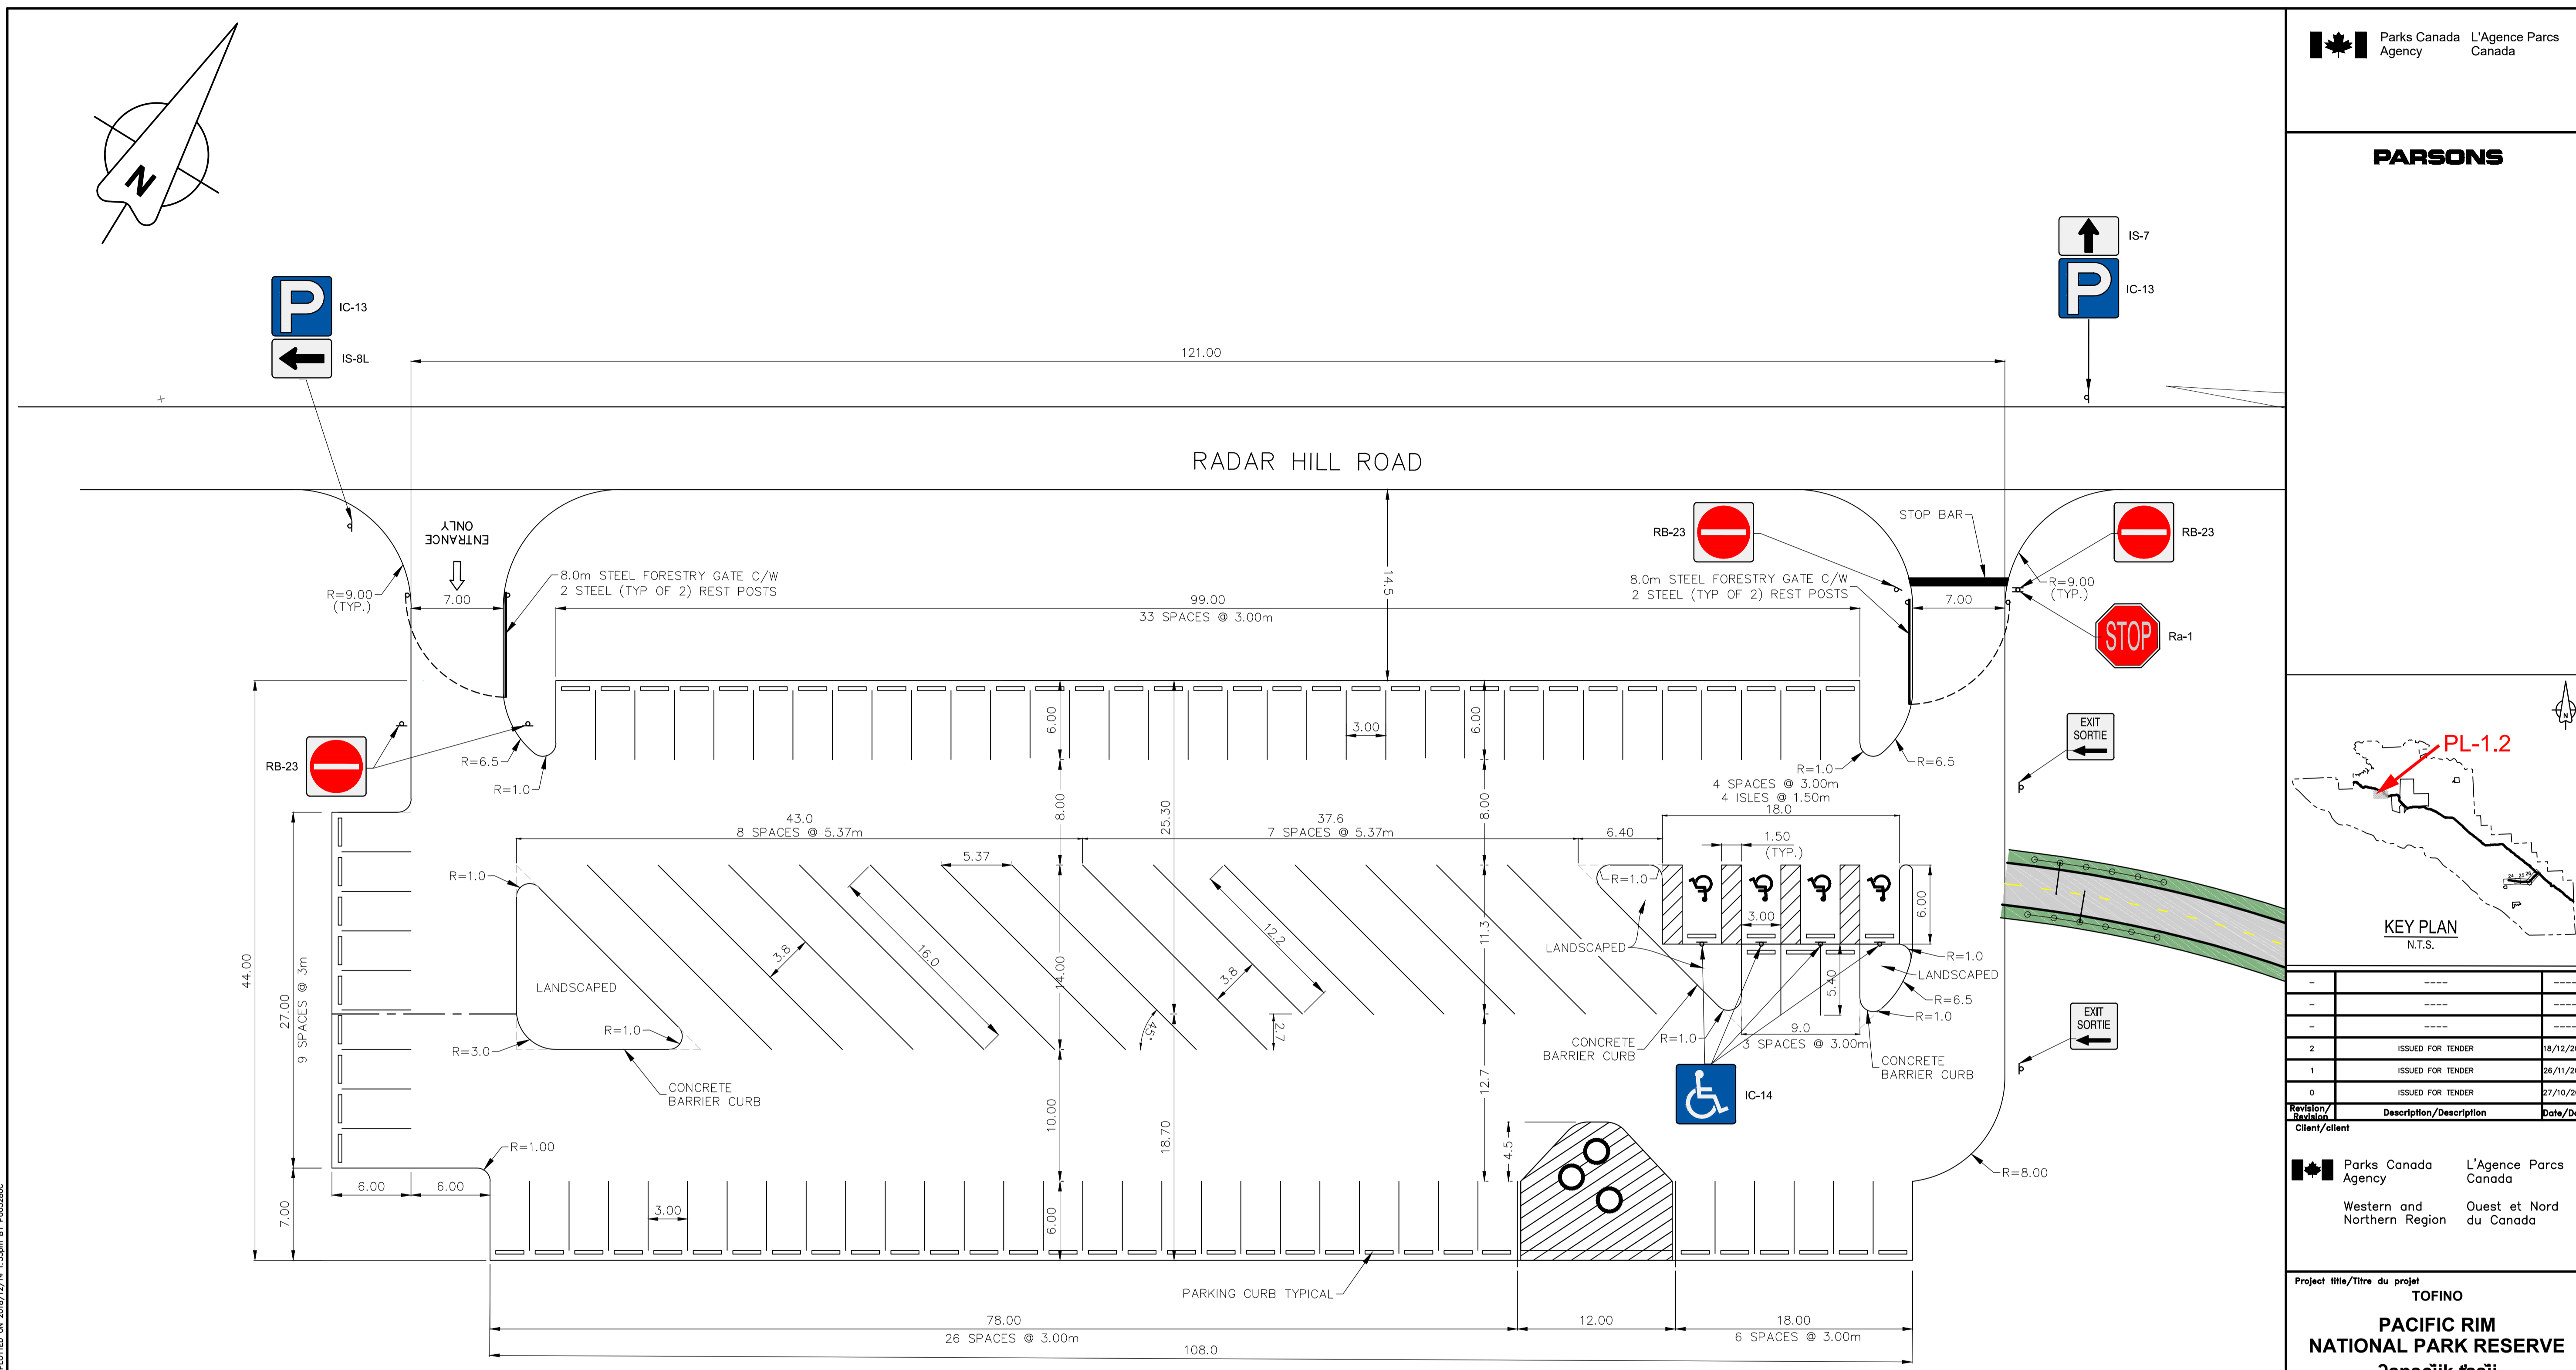 Parks Canada Agency
L'Agence Parcs Canada
PARSONS
N
IS-7
P
IC-13
P
IC-13
IS-8L
121.00
RADAR HILL ROAD
ENTRANCE
ONLY
R=9.00
(TYP.)
7.00
8.0m STEEL FORESTRY GATE C/W
2 STEEL (TYP OF 2) REST POSTS
99.00
33 SPACES @ 3.00m
14.5
RB-23
STOP BAR
RB-23
8.0m STEEL FORESTRY GATE C/W
2 STEEL (TYP OF 2) REST POSTS
7.00
R=9.00
(TYP.)
STOP
Ra-1
RB-23
R=6.5
R=1.0
6.00
3.00
6.00
R=1.0
R=6.5
EXIT
SORTIE
4 SPACES @ 3.00m
4 ISLES @ 1.50m
18.0
8.00
25.30
8.00
43.0
8 SPACES @ 5.37m
37.6
7 SPACES @ 5.37m
6.40
1.50
(TYP.)
5.37
R=1.0
R=1.0
6.00
3.00
3.8
16.0
14.00
12.2
3.8
11.3
LANDSCAPED
R=1.0
LANDSCAPED
5.40
R=6.5
R=1.0
44.00
27.00
9 SPACES @ 3m
LANDSCAPED
R=1.0
R=3.0
45°
2.7
R=1.0
9.0
3 SPACES @ 3.00m
CONCRETE
BARRIER CURB
CONCRETE
BARRIER CURB
EXIT
SORTIE
CONCRETE
BARRIER CURB
IC-14
10.00
18.70
12.7
4.5
R=1.00
R=8.00
6.00
6.00
7.00
3.00
6.00
PARKING CURB TYPICAL
78.00
26 SPACES @ 3.00m
12.00
18.00
6 SPACES @ 3.00m
108.0
N
PL-1.2
24 25 26
KEY PLAN
N.T.S.
- ---- ----
- ---- ----
- ---- ----
2 ISSUED FOR TENDER
1 ISSUED FOR TENDER
0 ISSUED FOR TENDER
Revision/
Revision
Description/Description
Client/client
Parks Canada
Agency
L'Agence Parcs
Canada
Western and
Northern Region
Ouest et Nord
du Canada
Project title/Titre du projet
TOFINO
PACIFIC RIM
NATIONAL PARK RESERVE